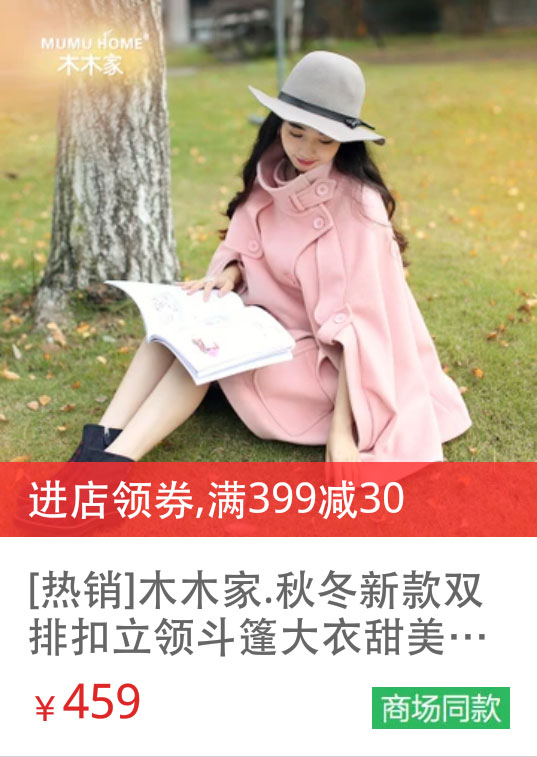 MUMU HOME®
木木家
进店领券,满399减30
[热销]木木家.秋冬新款双
排扣立领斗篷大衣甜美…
¥459
商场同款